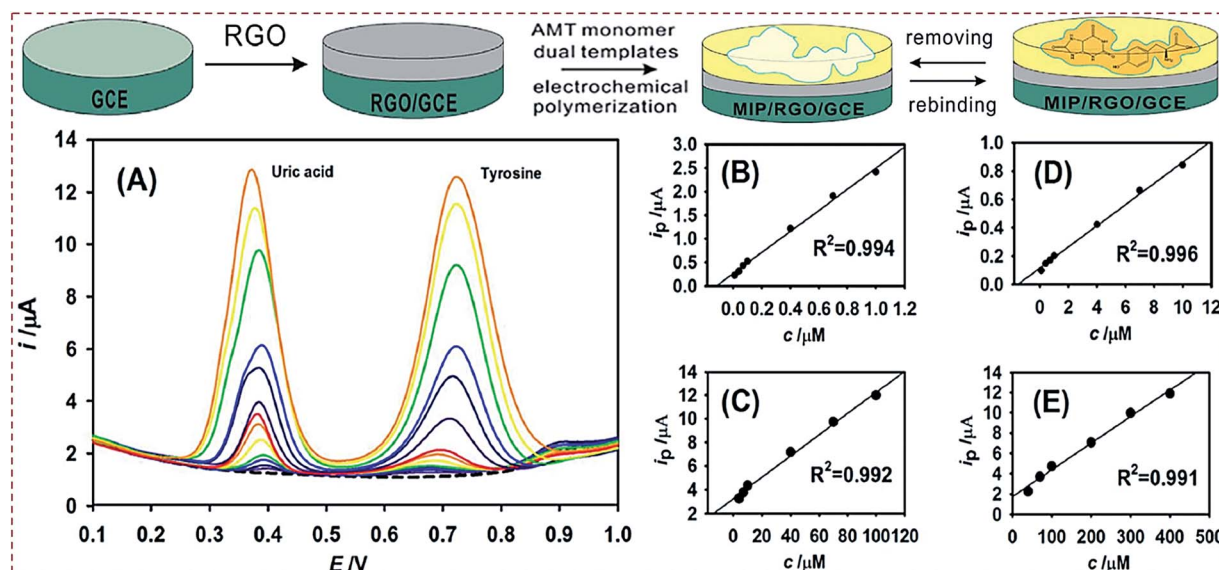 RGO
AMT monomer
dual templates
electrochemical
polymerization
removing
rebinding
GCE
RGO/GCE
MIP/RGO/GCE
MIP/RGO/GCE
(A)
Uric acid
Tyrosine
i /µA
14
12
10
8
6
4
2
0
0.1 0.2 0.3 0.4 0.5 0.6 0.7 0.8 0.9 1.0
E /V
(B)
R²=0.994
ip /µA
3.0
2.5
2.0
1.5
1.0
0.5
0.0
0.0 0.2 0.4 0.6 0.8 1.0 1.2
c /µM
(D)
R²=0.996
ip /µA
1.0
0.8
0.6
0.4
0.2
0.0
0 2 4 6 8 10 12
c /µM
(C)
R²=0.992
ip /µA
14
12
10
8
6
4
2
0 20 40 60 80 100 120
c /µM
(E)
R²=0.991
ip /µA
14
12
10
8
6
4
2
0
0 100 200 300 400 500
c /µM